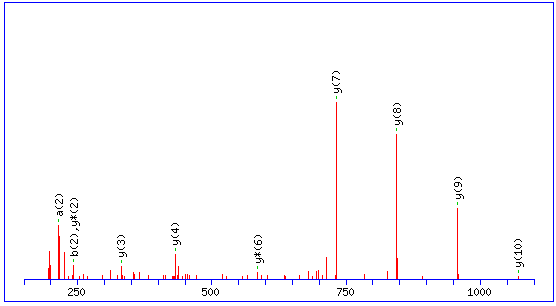 a(2)
b(2),y*(2)
y(3)
y(4)
y*(6)
y(7)
y(8)
y(9)
y(10)
250
500
750
1000